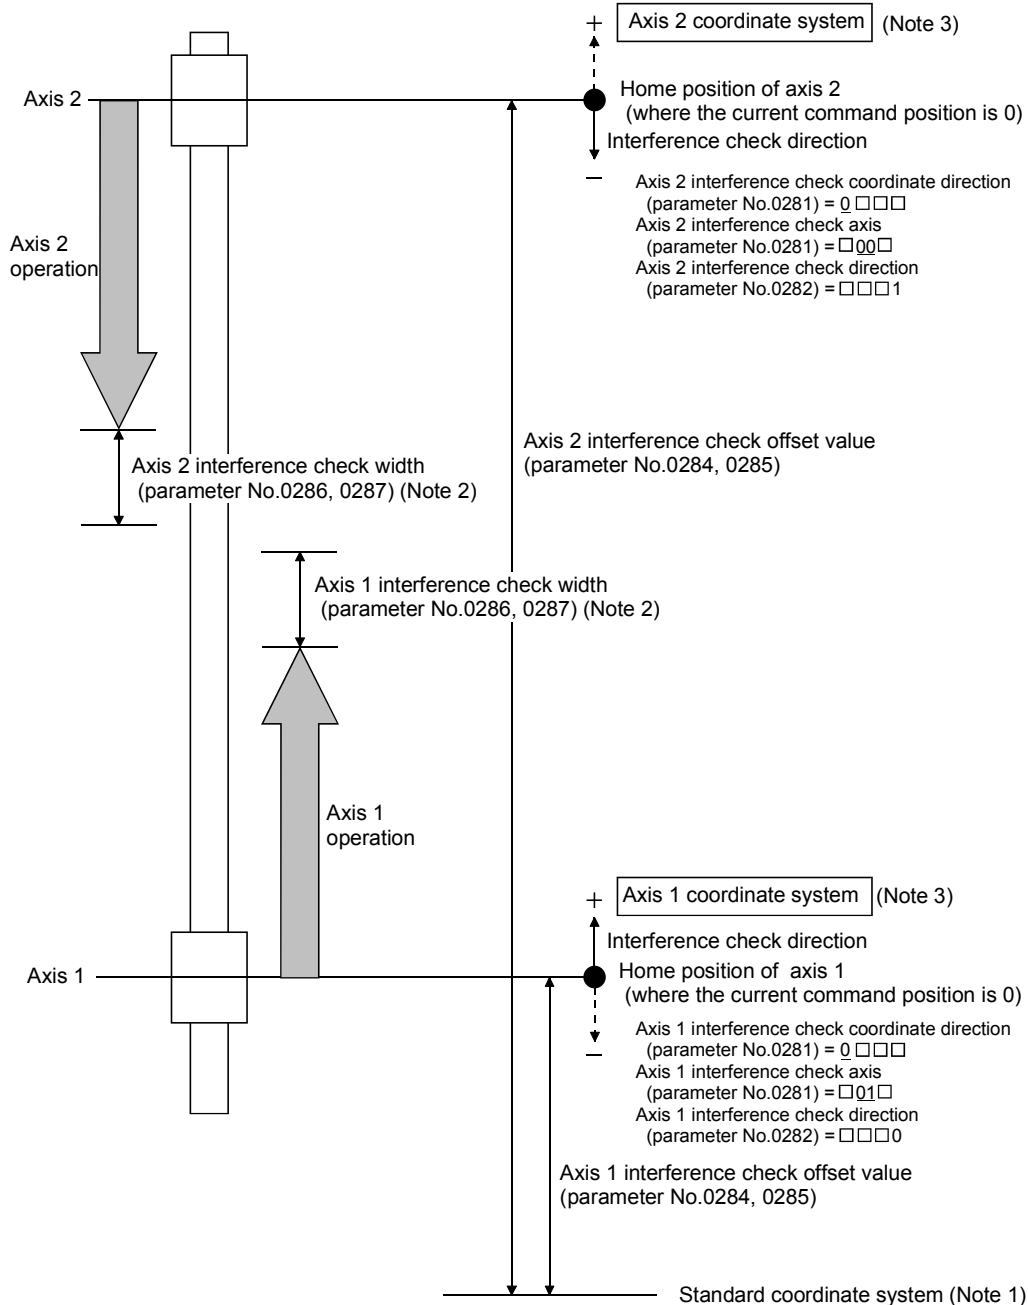 + Axis 2 coordinate system (Note 3)
Axis 2
Home position of axis 2
(where the current command position is 0)
Interference check direction
−
Axis 2 interference check coordinate direction
(parameter No.0281) = 0□□□
Axis 2 interference check axis
(parameter No.0281) = □00□
Axis 2 interference check direction
(parameter No.0282) = □□□1
Axis 2
operation
Axis 2 interference check offset value
(parameter No.0284, 0285)
Axis 2 interference check width
(parameter No.0286, 0287) (Note 2)
Axis 1 interference check width
(parameter No.0286, 0287) (Note 2)
Axis 1
operation
+ Axis 1 coordinate system (Note 3)
Interference check direction
Axis 1
Home position of axis 1
(where the current command position is 0)
−
Axis 1 interference check coordinate direction
(parameter No.0281) = 0□□□
Axis 1 interference check axis
(parameter No.0281) = □01□
Axis 1 interference check direction
(parameter No.0282) = □□□0
Axis 1 interference check offset value
(parameter No.0284, 0285)
Standard coordinate system (Note 1)